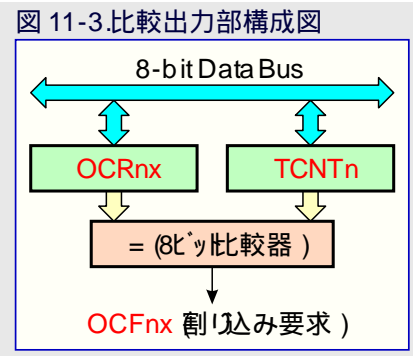 図 11-3.比較出力部構成図
8-bit Data Bus
OCRnx
TCNTn
= (8ビット比較器 )
OCFnx (割り込み要求 )